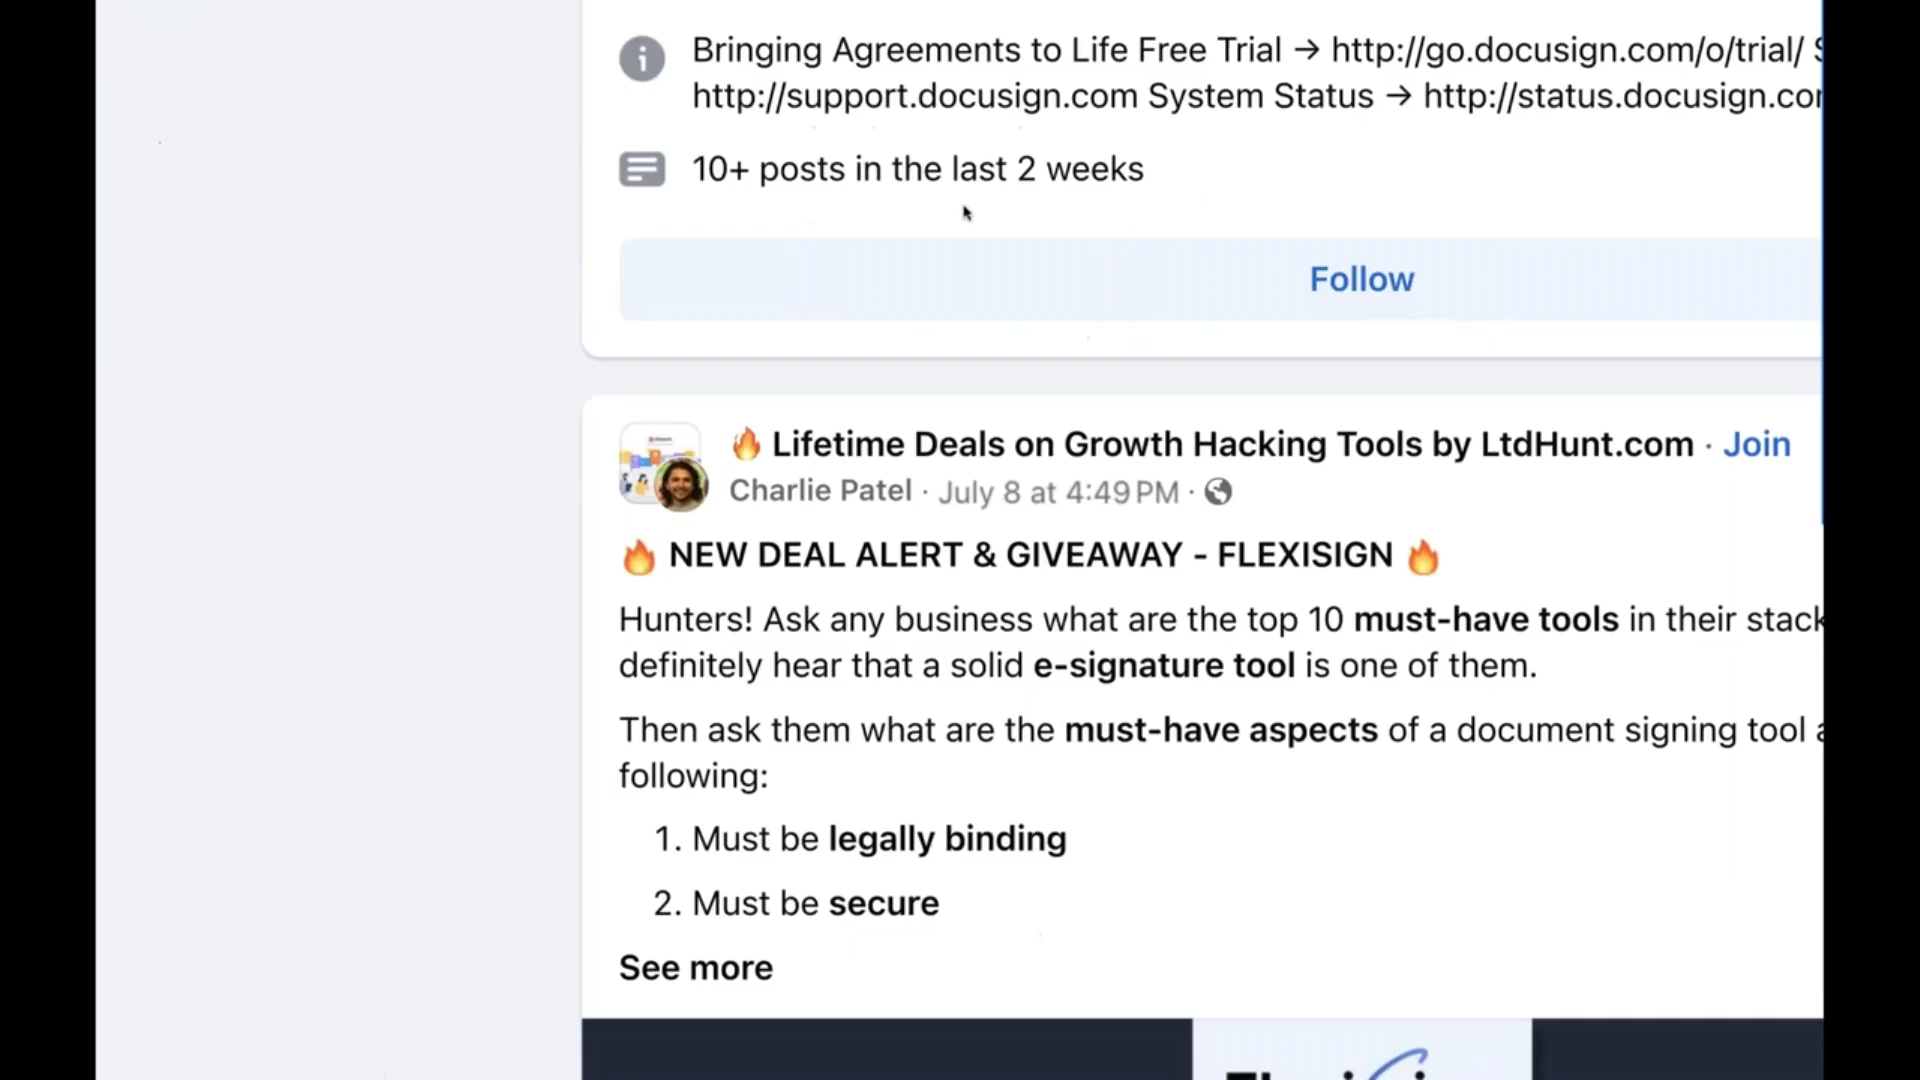 Bringing Agreements to Life Free Trial → http://go.docusign.com/o/trial/
http://support.docusign.com System Status → http://status.docusign.co
10+ posts in the last 2 weeks
Follow
🔥 Lifetime Deals on Growth Hacking Tools by LtdHunt.com · Join
Charlie Patel · July 8 at 4:49 PM ·
🔥 NEW DEAL ALERT & GIVEAWAY - FLEXISIGN 🔥
Hunters! Ask any business what are the top 10 must-have tools in their stack
definitely hear that a solid e-signature tool is one of them.
Then ask them what are the must-have aspects of a document signing tool
following:
1. Must be legally binding
2. Must be secure
See more